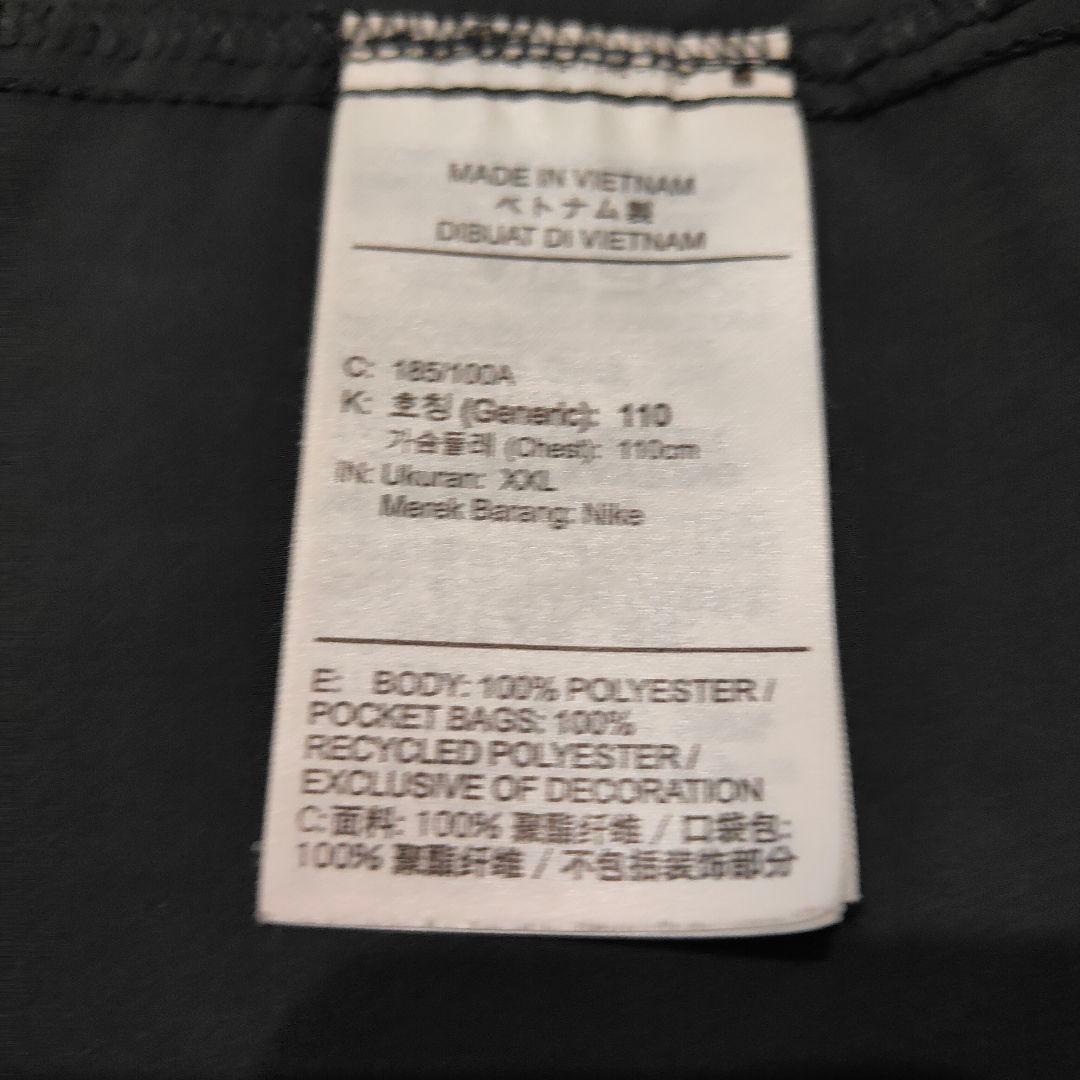 MADE IN VIETNAM
ベトナム製
DIBUAT DI VIETNAM
C: 185/100A
K: 호칭 (Generic): 110
가슴둘레 (Chest): 110cm
IN: Ukuran: XXL
Merek Barang: Nike
E: BODY: 100% POLYESTER /
POCKET BAGS: 100%
RECYCLED POLYESTER /
EXCLUSIVE OF DECORATION
C: 面料: 100% 聚酯纤维 / 口袋包:
100% 聚酯纤维 / 不包括装饰部分